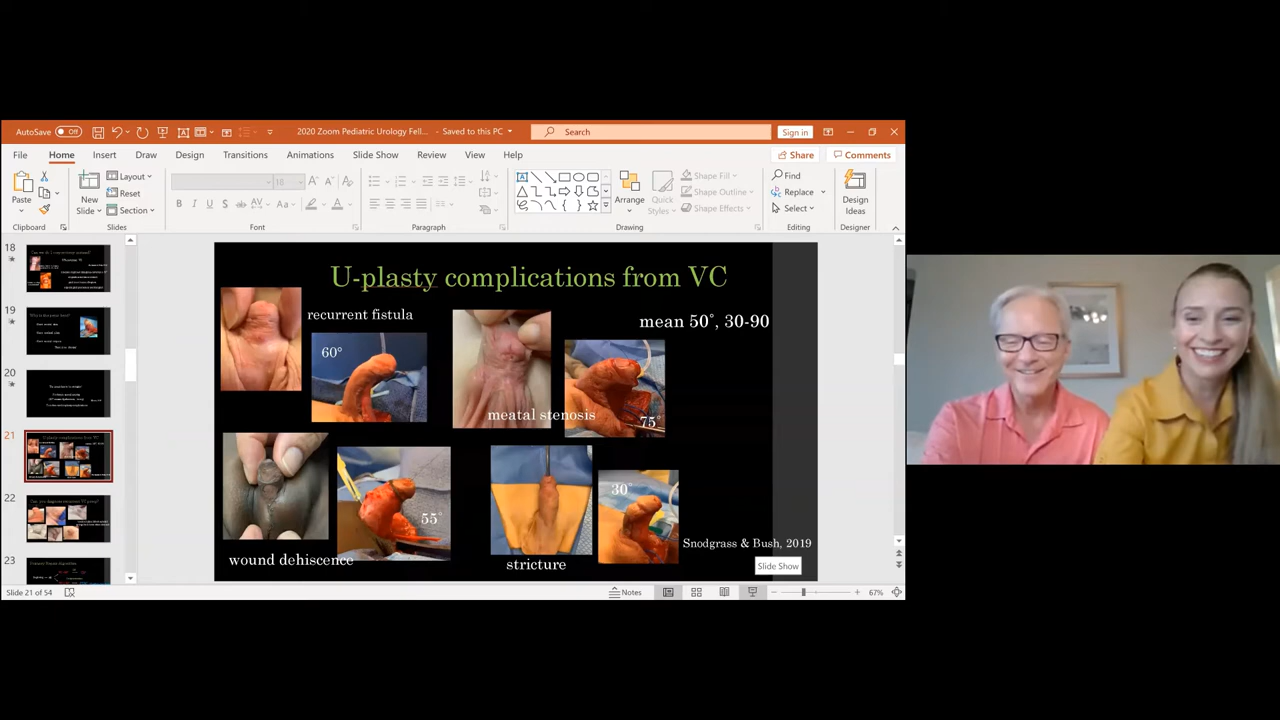 AutoSave Off
2020 Zoom Pediatric Urology Fell... - Saved to this PC
Search
Sign in
File Home Insert Draw Design Transitions Animations Slide Show Review View Help
Share Comments
Paste
New Slide
Layout
Reset
Section
18
B I U S ab AV Aa A
Arrange
Quick Styles
Shape Fill
Shape Outline
Shape Effects
Find
Replace
Select
Design Ideas
Clipboard Slides Font Paragraph Drawing Editing Designer
18
19
20
21
22
23
U-plasty complications from VC
recurrent fistula
mean 50°, 30-90
60°
meatal stenosis
75°
55°
30°
wound dehiscence
stricture
Snodgrass & Bush, 2019
Slide Show
Slide 21 of 54
Notes
67%